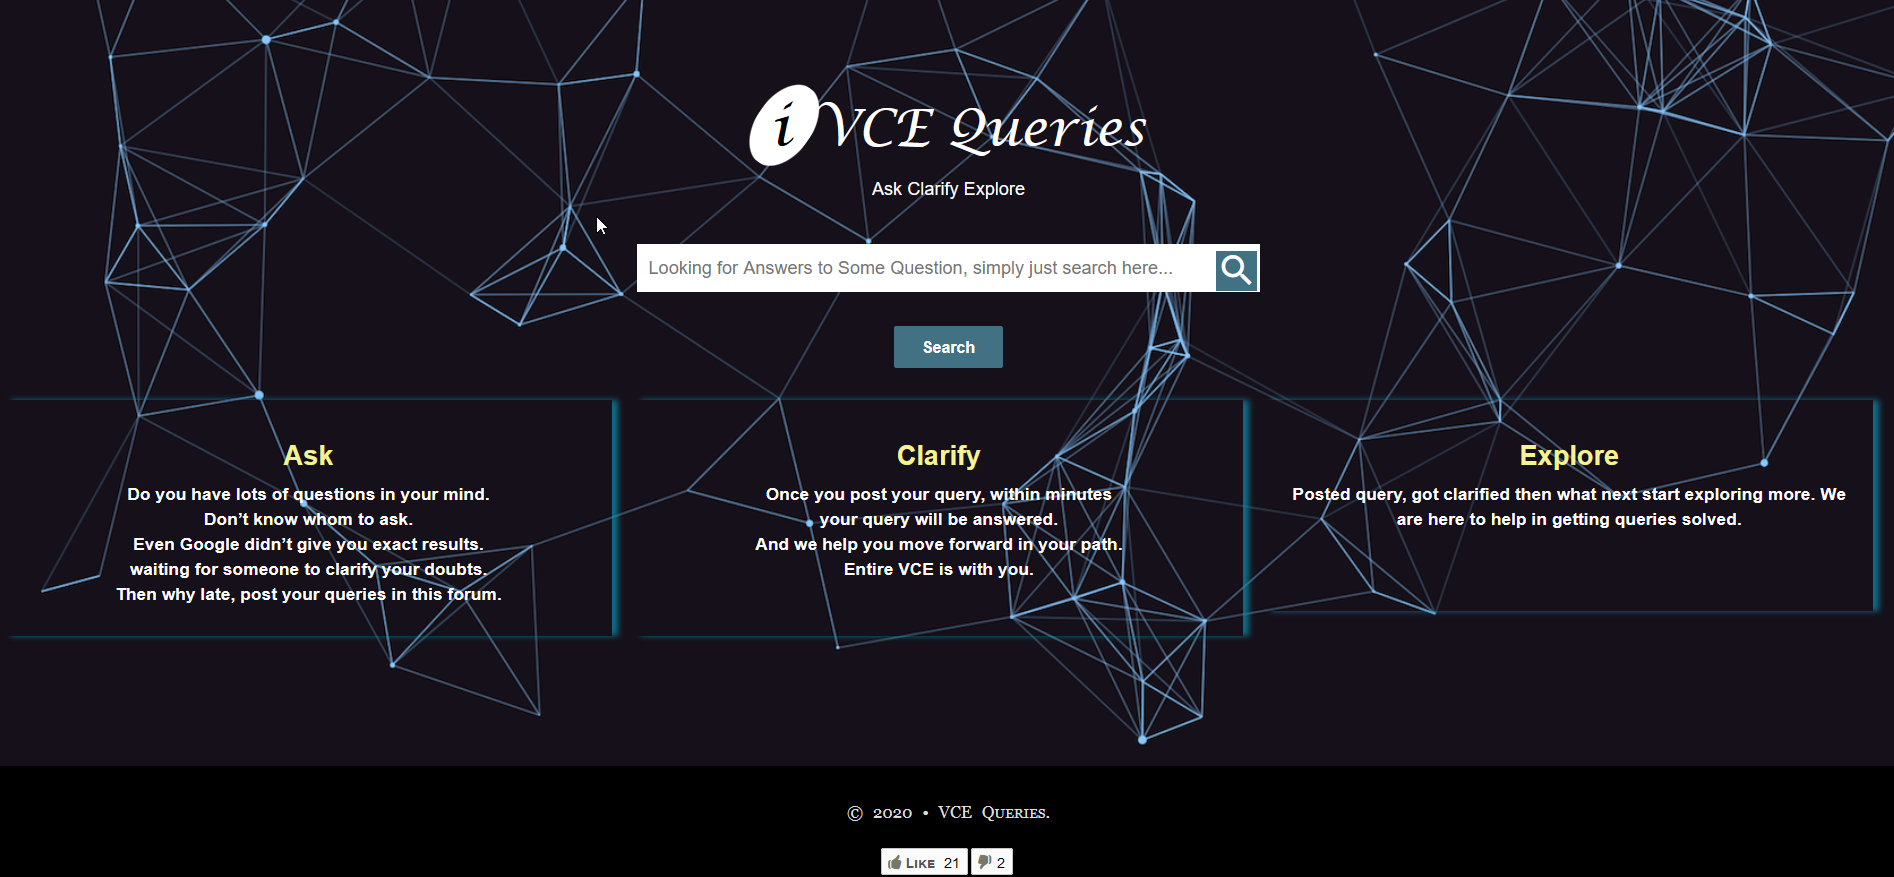 i VCE Queries
Ask Clarify Explore
Looking for Answers to Some Question, simply just search here...
Search
Ask
Do you have lots of questions in your mind.
Don’t know whom to ask.
Even Google didn’t give you exact results.
waiting for someone to clarify your doubts.
Then why late, post your queries in this forum.
Clarify
Once you post your query, within minutes
your query will be answered.
And we help you move forward in your path.
Entire VCE is with you.
Explore
Posted query, got clarified then what next start exploring more. We
are here to help in getting queries solved.
© 2020 • VCE Queries.
Like 21 2